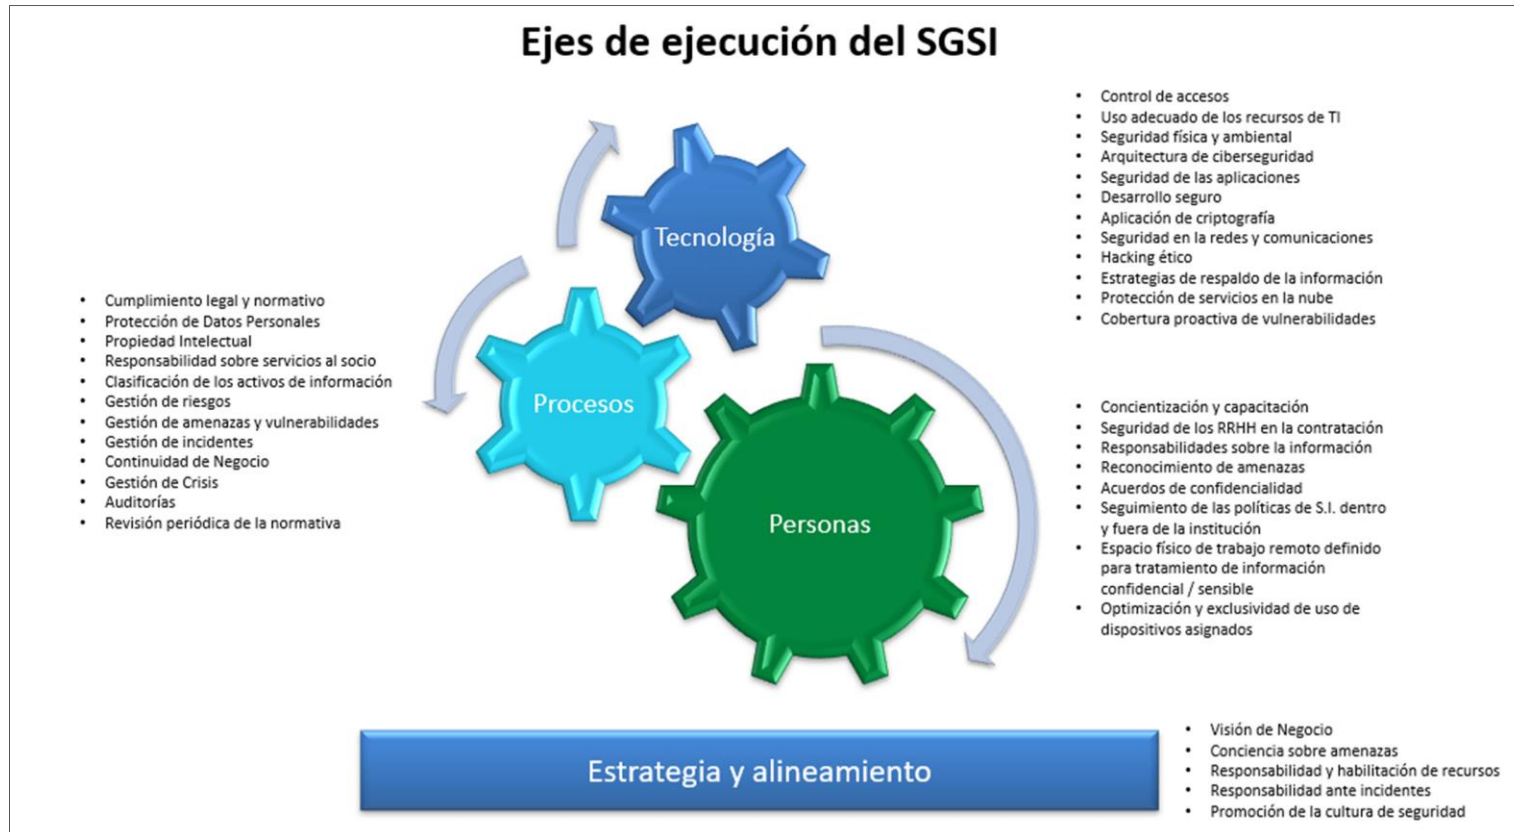 Ejes de ejecución del SGSI
• Control de accesos
• Uso adecuado de los recursos de TI
• Seguridad física y ambiental
• Arquitectura de ciberseguridad
• Seguridad de las aplicaciones
• Desarrollo seguro
• Aplicación de criptografía
• Seguridad en la redes y comunicaciones
• Hacking ético
• Estrategias de respaldo de la información
• Protección de servicios en la nube
• Cobertura proactiva de vulnerabilidades
Tecnología
• Cumplimiento legal y normativo
• Protección de Datos Personales
• Propiedad Intelectual
• Responsabilidad sobre servicios al socio
• Clasificación de los activos de información
• Gestión de riesgos
• Gestión de amenazas y vulnerabilidades
• Gestión de incidentes
• Continuidad de Negocio
• Gestión de Crisis
• Auditorías
• Revisión periódica de la normativa
Procesos
Personas
• Concientización y capacitación
• Seguridad de los RRHH en la contratación
• Responsabilidades sobre la información
• Reconocimiento de amenazas
• Acuerdos de confidencialidad
• Seguimiento de las políticas de S.I. dentro
y fuera de la institución
• Espacio físico de trabajo remoto definido
para tratamiento de información
confidencial / sensible
• Optimización y exclusividad de uso de
dispositivos asignados
Estrategia y alineamiento
• Visión de Negocio
• Conciencia sobre amenazas
• Responsabilidad y habilitación de recursos
• Responsabilidad ante incidentes
• Promoción de la cultura de seguridad